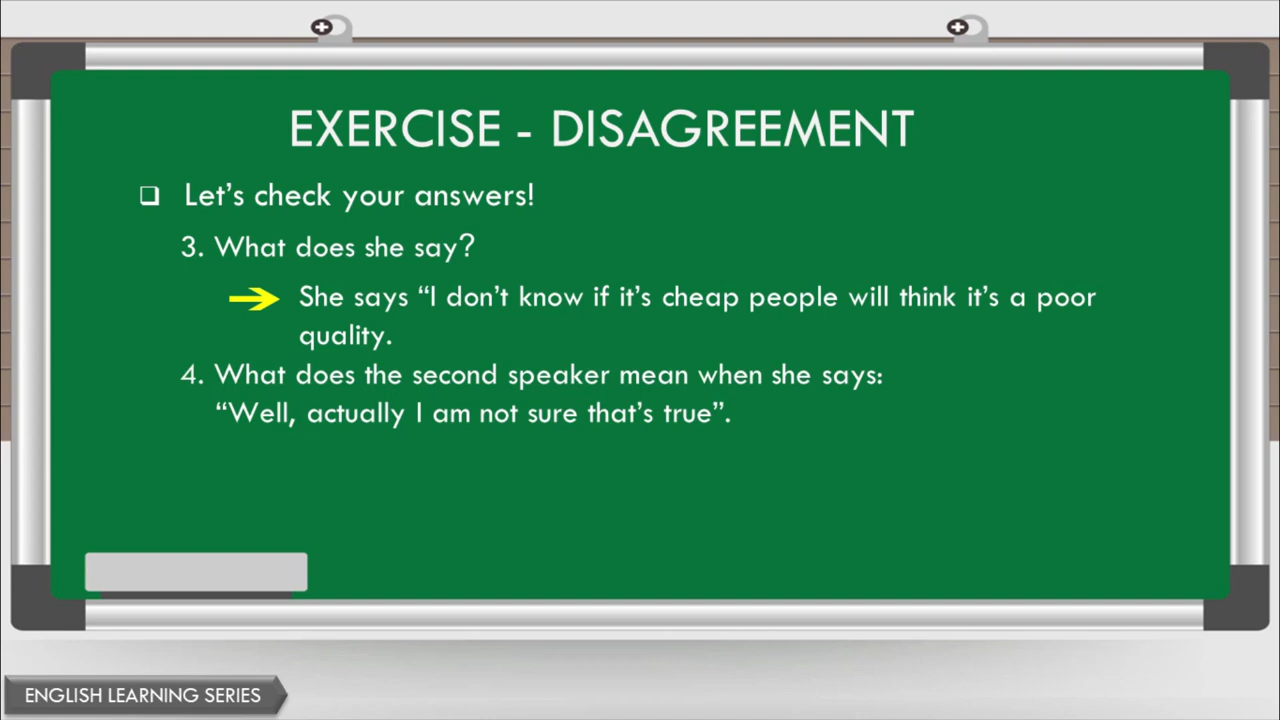 EXERCISE - DISAGREEMENT
❑ Let's check your answers!
3. What does she say?
She says “I don't know if it's cheap people will think it's a poor
quality.
4. What does the second speaker mean when she says:
“Well, actually I am not sure that's true”.
ENGLISH LEARNING SERIES